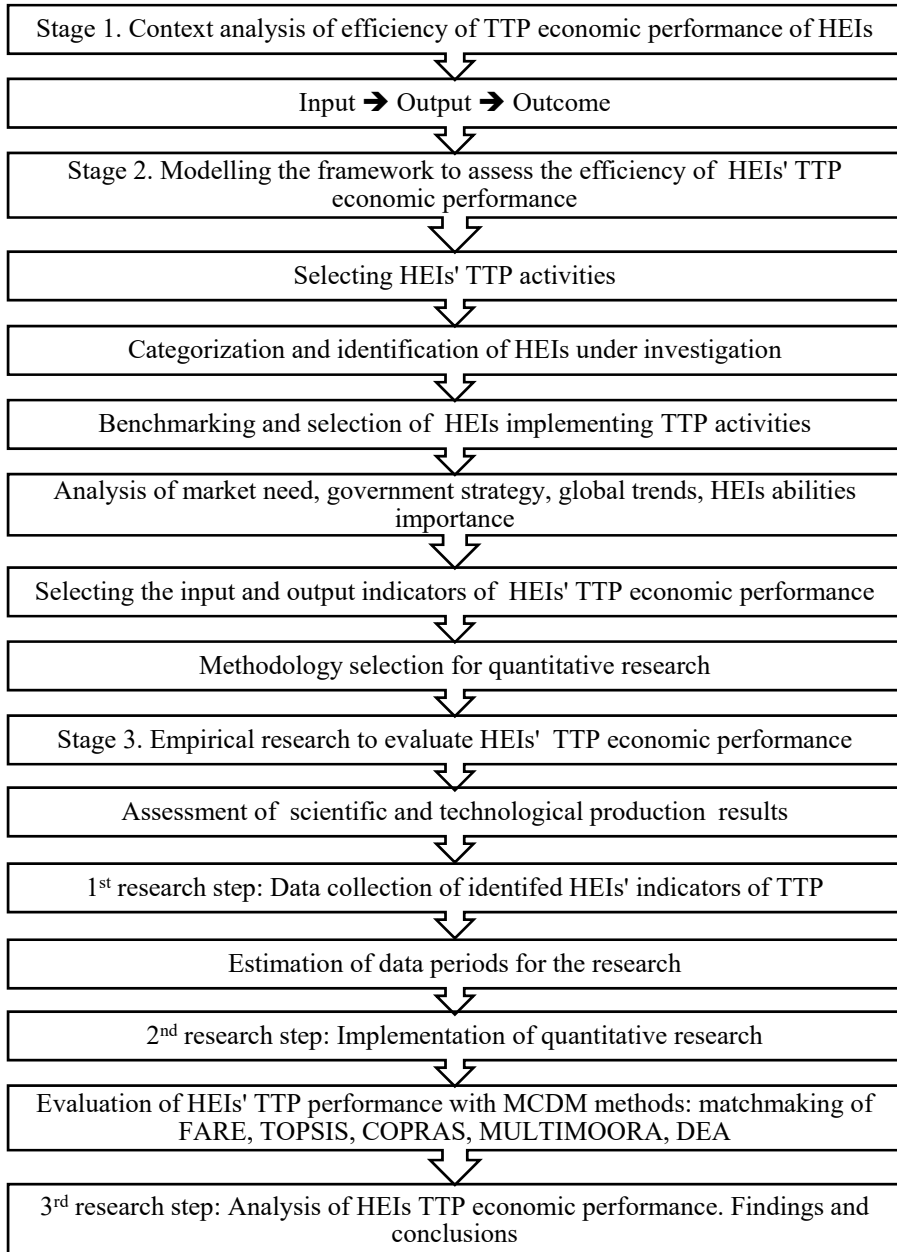 Stage 1. Context analysis of efficiency of TTP economic performance of HEIs
Input ➔ Output ➔ Outcome
Stage 2. Modelling the framework to assess the efficiency of HEIs' TTP
economic performance
Selecting HEIs' TTP activities
Categorization and identification of HEIs under investigation
Benchmarking and selection of HEIs implementing TTP activities
Analysis of market need, government strategy, global trends, HEIs abilities
importance
Selecting the input and output indicators of HEIs' TTP economic performance
Methodology selection for quantitative research
Stage 3. Empirical research to evaluate HEIs' TTP economic performance
Assessment of scientific and technological production results
1st research step: Data collection of identifed HEIs' indicators of TTP
Estimation of data periods for the research
2nd research step: Implementation of quantitative research
Evaluation of HEIs' TTP performance with MCDM methods: matchmaking of
FARE, TOPSIS, COPRAS, MULTIMOORA, DEA
3rd research step: Analysis of HEIs TTP economic performance. Findings and
conclusions